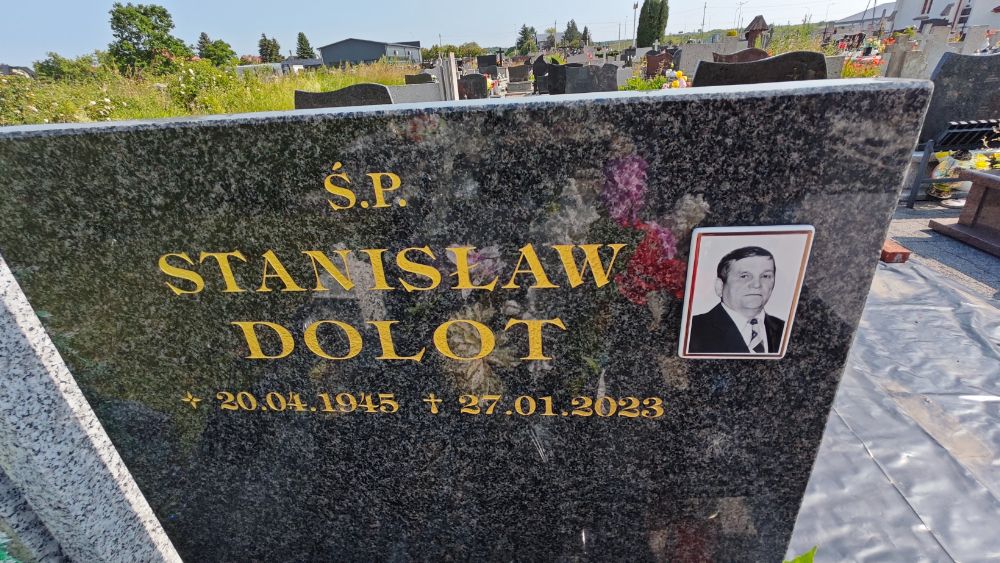 Ś.P.
STANISŁAW
DOLOT
✶ 20.04.1945 ✝ 27.01.2023